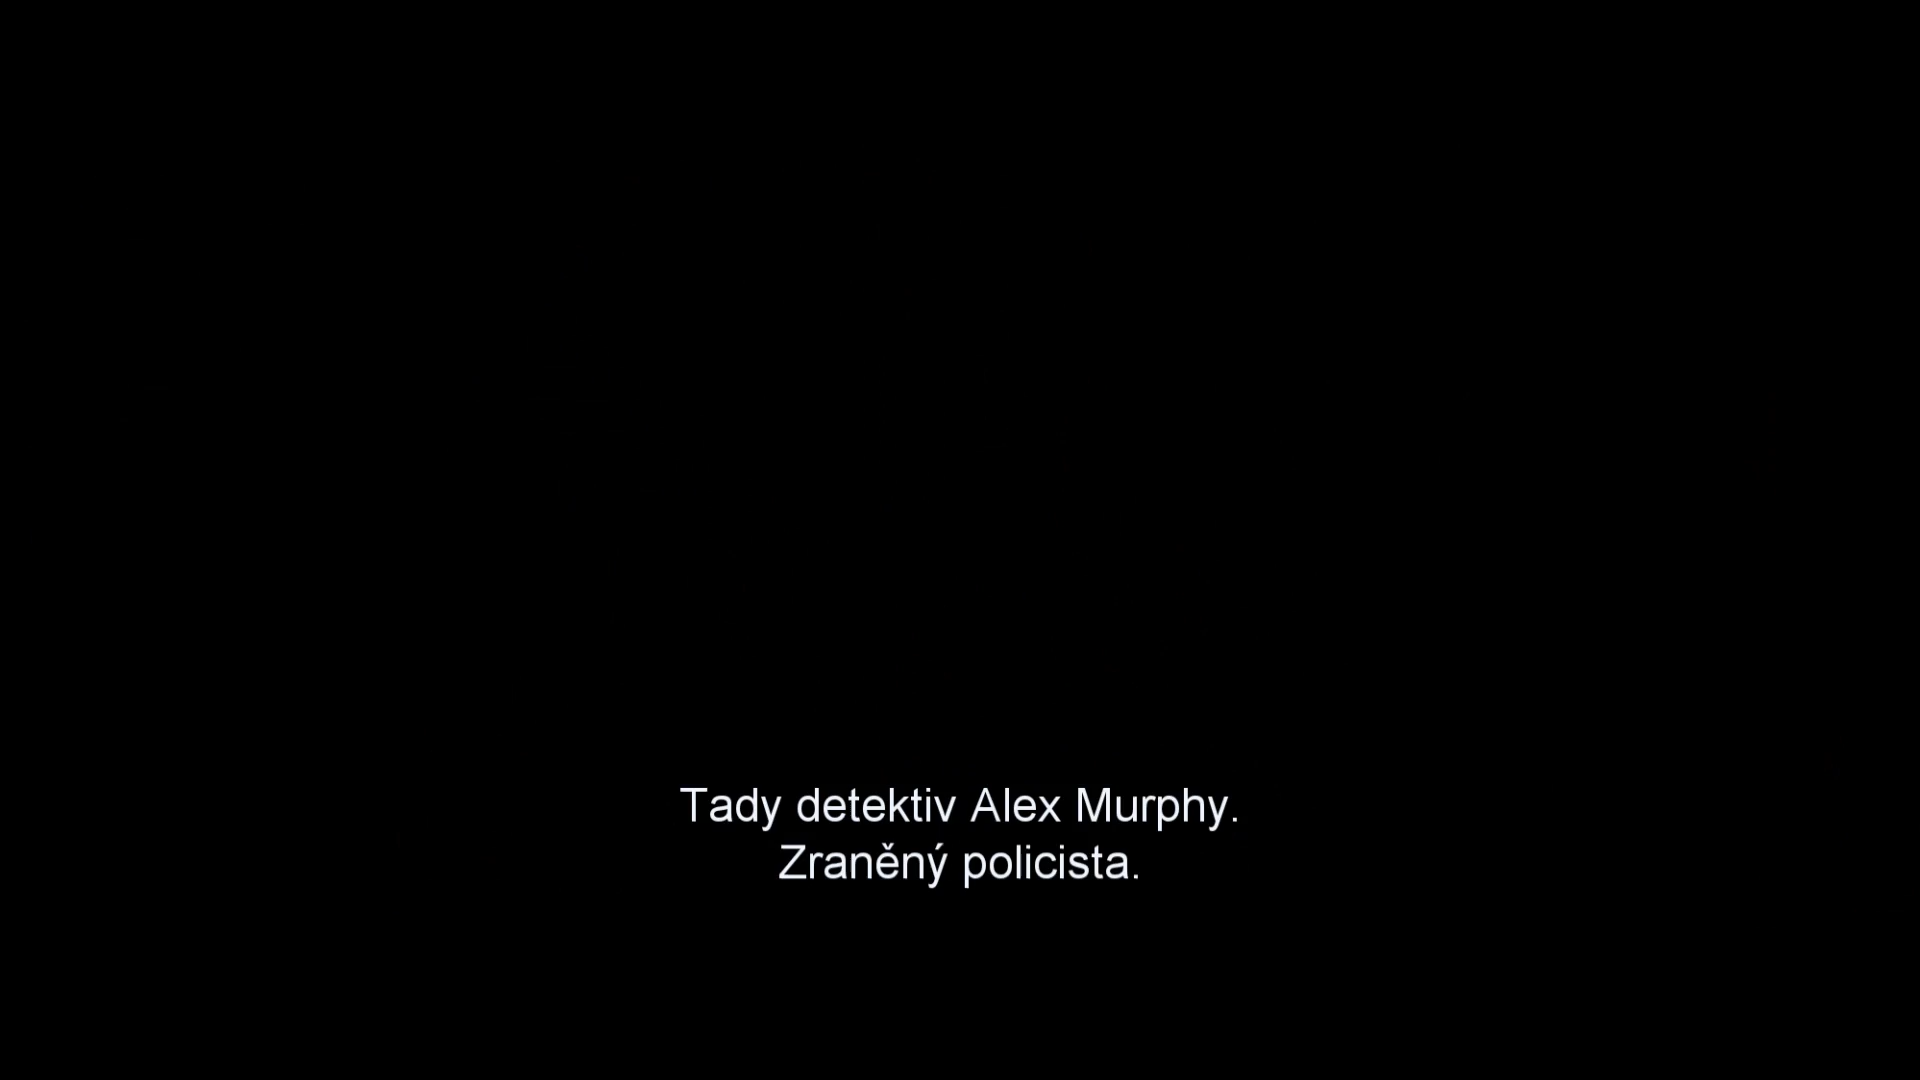 Tady detektiv Alex Murphy.
Zraněný policista.